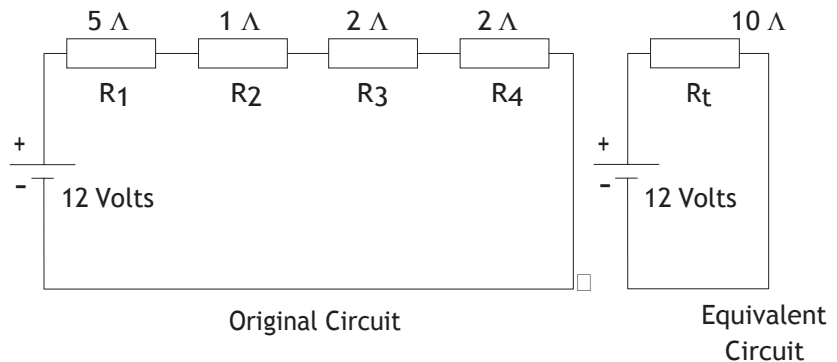 5 Λ 1 Λ 2 Λ 2 Λ
R1 R2 R3 R4
+
-
12 Volts
Original Circuit
10 Λ
Rt
+
-
12 Volts
Equivalent
Circuit